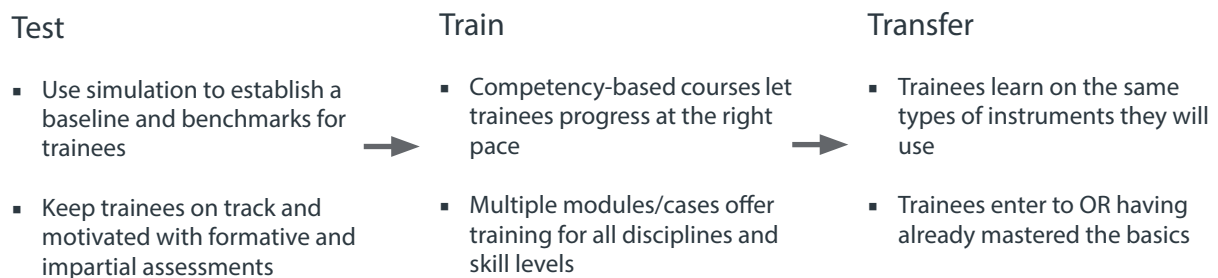 Test
▪ Use simulation to establish a
baseline and benchmarks for
trainees
▪ Keep trainees on track and
motivated with formative and
impartial assessments
Train
▪ Competency-based courses let
trainees progress at the right
pace
▪ Multiple modules/cases offer
training for all disciplines and
skill levels
Transfer
▪ Trainees learn on the same
types of instruments they will
use
▪ Trainees enter to OR having
already mastered the basics